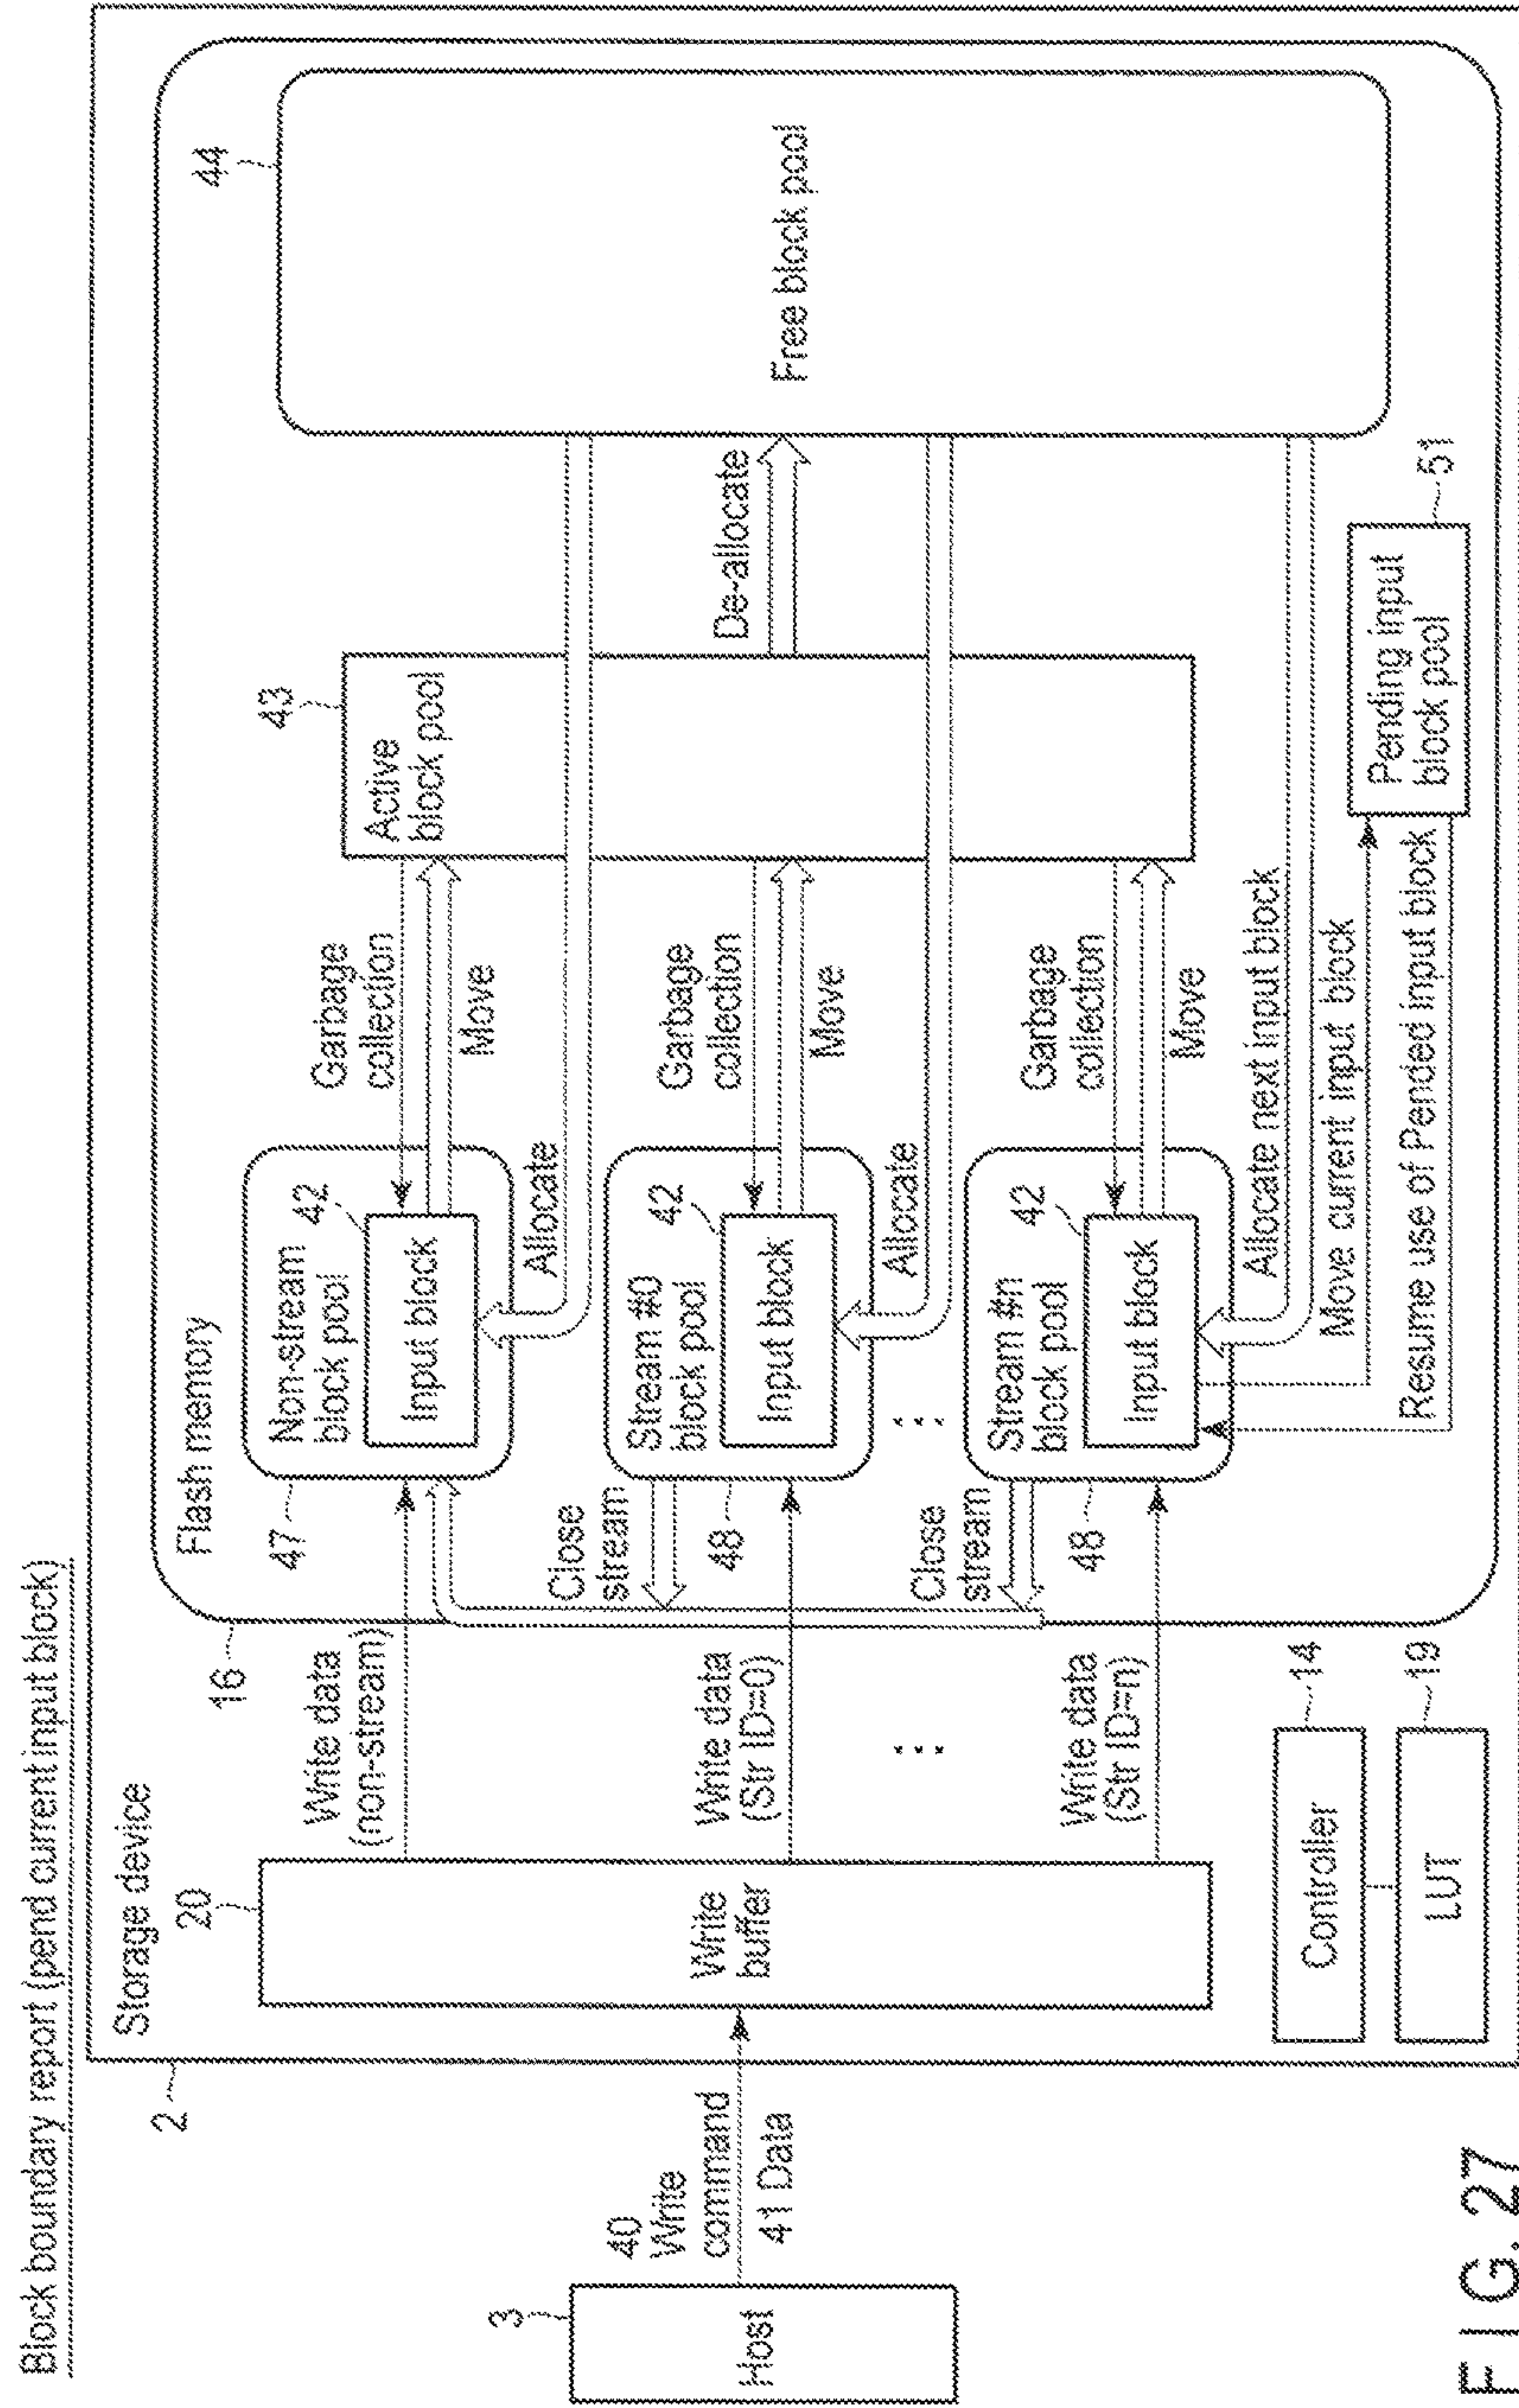 Block boundary report (pend current input block)
2
Storage device
3
Host
40
Write
command
41 Data
20
Write
buffer
Write data
(non-stream)
Write data
(Str ID=0)
...
Write data
(Str ID=n)
Controller
14
LUT
19
16
Flash memory
47
Non-stream
block pool
42
Input block
Close
stream
48
Stream #0
block pool
42
Input block
...
Close
stream
48
Stream #n
block pool
42
Input block
Garbage
collection
Move
Allocate
Garbage
collection
Move
Allocate
Garbage
collection
Move
Allocate next input block
Move current input block
Resume use of Pended input block
43
Active
block pool
De-allocate
44
Free block pool
Pending input
block pool
51
FIG. 27